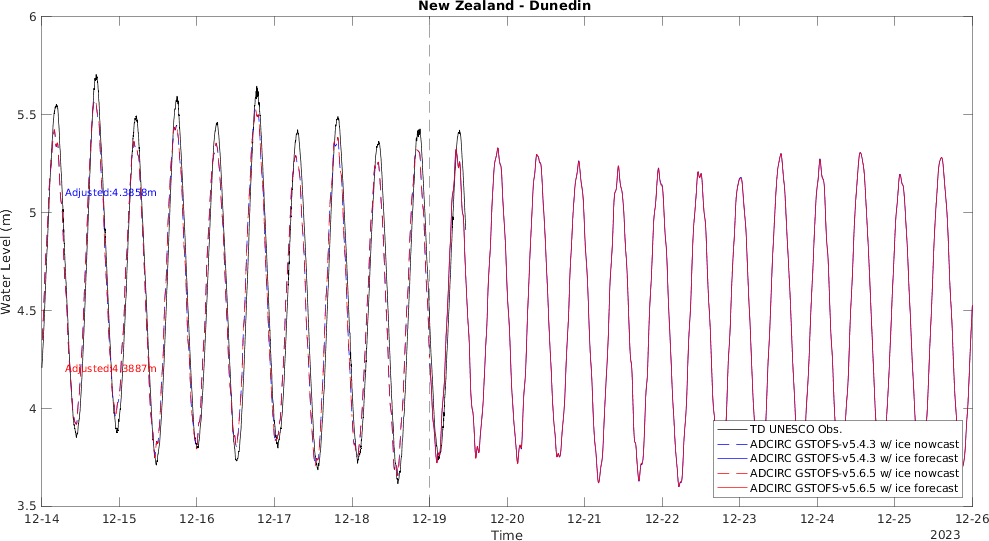 New Zealand - Dunedin
6
5.5
5
4.5
4
3.5
Water Level (m)
Adjusted:4.3858m
Adjusted:4.3887m
TD UNESCO Obs.
ADCIRC GSTOFS-v5.4.3 w/ ice nowcast
ADCIRC GSTOFS-v5.4.3 w/ ice forecast
ADCIRC GSTOFS-v5.6.5 w/ ice nowcast
ADCIRC GSTOFS-v5.6.5 w/ ice forecast
12-14 12-15 12-16 12-17 12-18 12-19 12-20 12-21 12-22 12-23 12-24 12-25 12-26
Time
2023